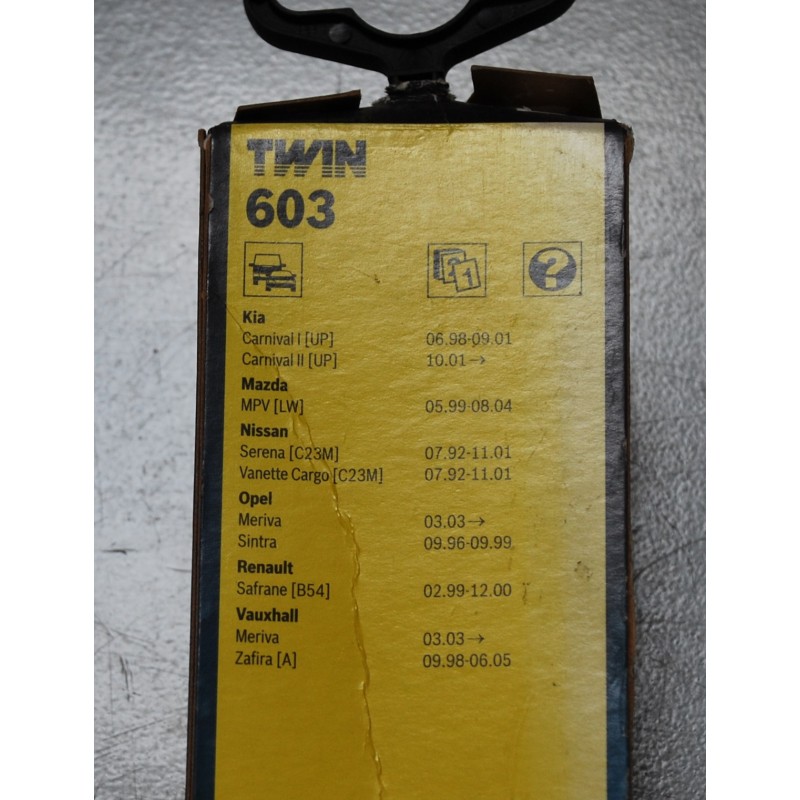 TWIN
603
1 ?
Kia
Carnival I [UP] 06.98-09.01
Carnival II [UP] 10.01→
Mazda
MPV [LW] 05.99-08.04
Nissan
Serena [C23M] 07.92-11.01
Vanette Cargo [C23M] 07.92-11.01
Opel
Meriva 03.03→
Sintra 09.96-09.99
Renault
Safrane [B54] 02.99-12.00
Vauxhall
Meriva 03.03→
Zafira [A] 09.98-06.05